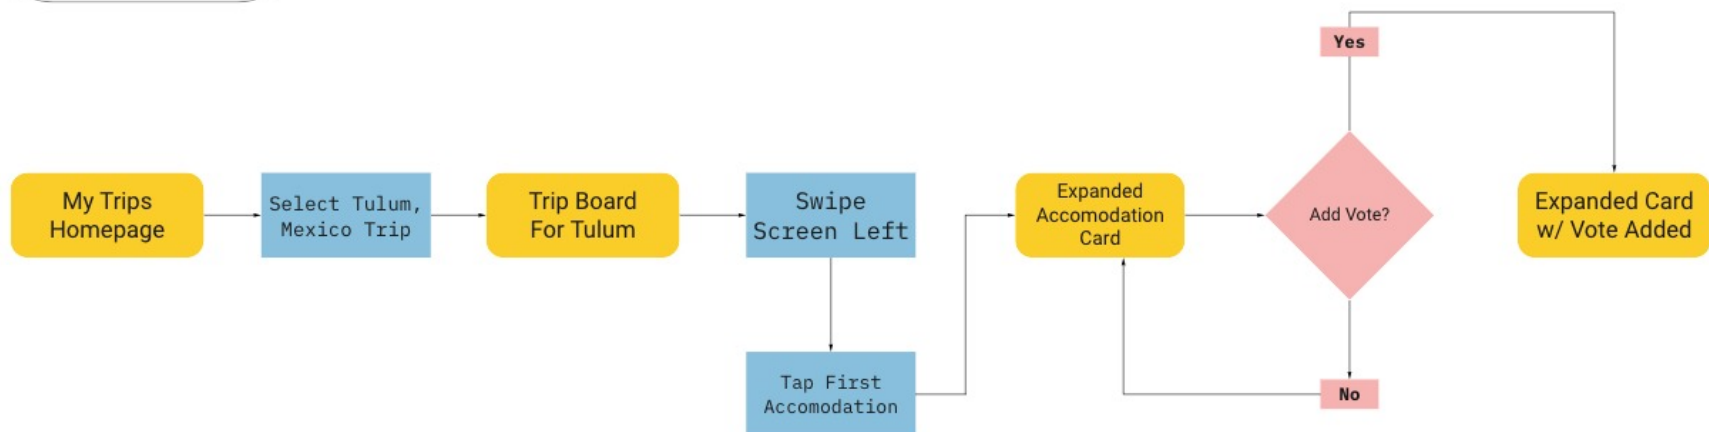 Yes
My Trips
Homepage
Select Tulum,
Mexico Trip
Trip Board
For Tulum
Swipe
Screen Left
Expanded
Accomodation
Card
Add Vote?
Expanded Card
w/ Vote Added
Tap First
Accomodation
No